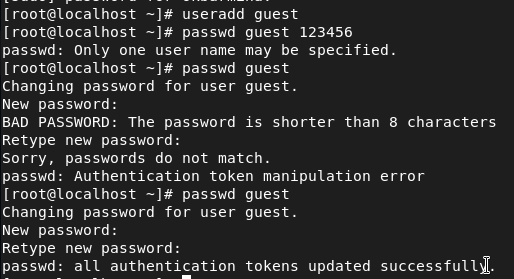 [root@localhost ~]# useradd guest
[root@localhost ~]# passwd guest 123456
passwd: Only one user name may be specified.
[root@localhost ~]# passwd guest
Changing password for user guest.
New password:
BAD PASSWORD: The password is shorter than 8 characters
Retype new password:
Sorry, passwords do not match.
passwd: Authentication token manipulation error
[root@localhost ~]# passwd guest
Changing password for user guest.
New password:
Retype new password:
passwd: all authentication tokens updated successfully.